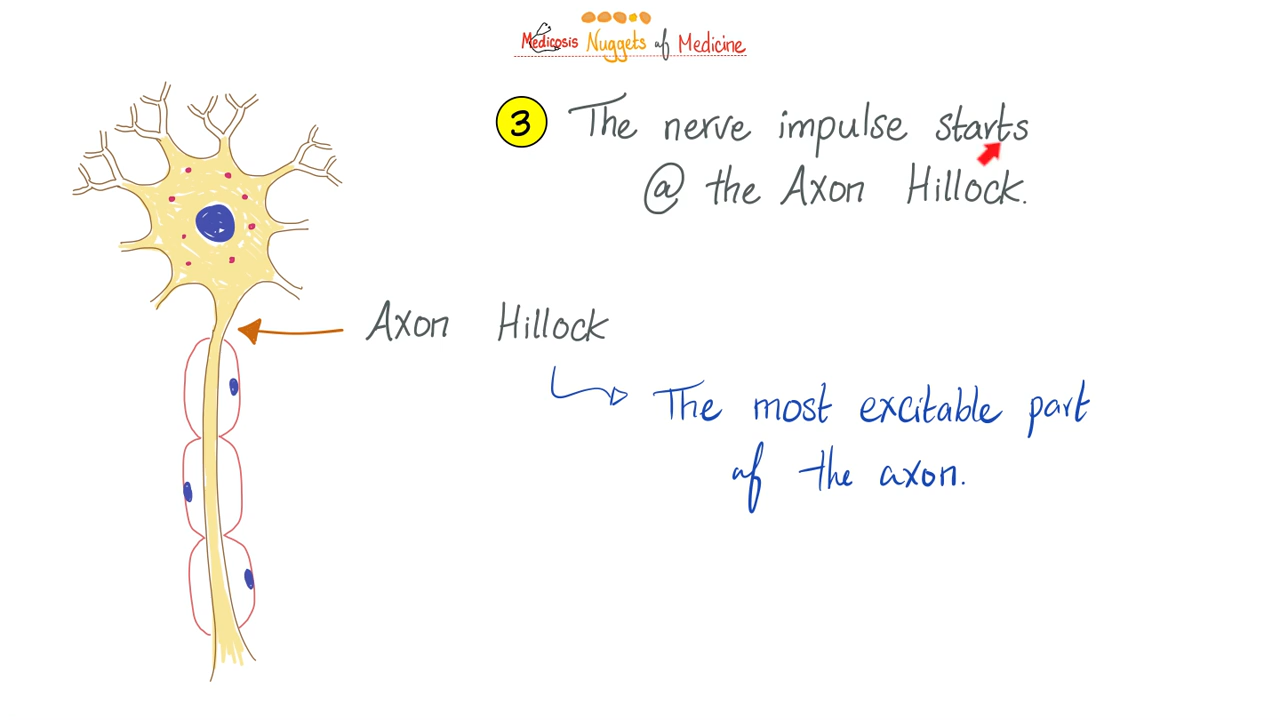 Medicosis Nuggets of Medicine
3 The nerve impulse starts
@ the Axon Hillock.
Axon Hillock
The most excitable part
of the axon.